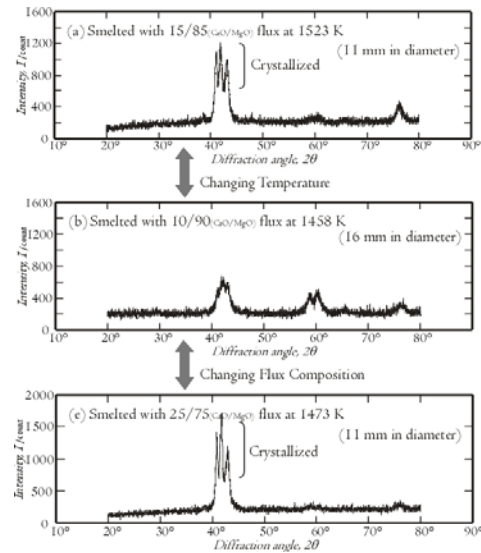 (a) Smelted with 15/85(CaO/MgO) flux at 1523 K
(11 mm in diameter)
Crystallized
Intensity, I /count
1600
1200
800
400
0
10° 20° 30° 40° 50° 60° 70° 80° 90°
Diffraction angle, 2θ
Changing Temperature
(b) Smelted with 10/90(CaO/MgO) flux at 1458 K
(16 mm in diameter)
Intensity, I /count
1600
1200
800
400
0
10° 20° 30° 40° 50° 60° 70° 80° 90°
Diffraction angle, 2θ
Changing Flux Composition
(c) Smelted with 25/75(CaO/MgO) flux at 1473 K
(11 mm in diameter)
Crystallized
Intensity, I /count
2000
1500
1000
500
0
10° 20° 30° 40° 50° 60° 70° 80° 90°
Diffraction angle, 2θ